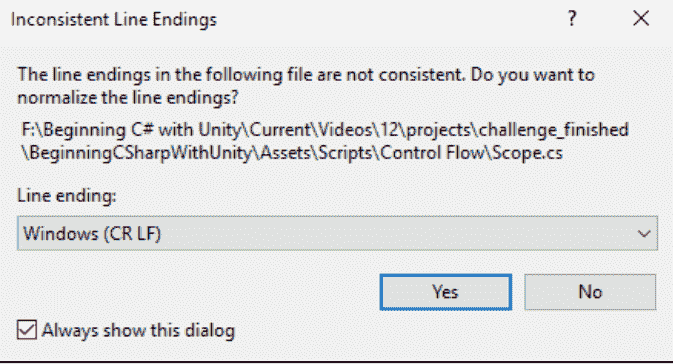 Inconsistent Line Endings
The line endings in the following file are not consistent. Do you want to
normalize the line endings?
F:\Beginning C# with Unity\Current\Videos\12\projects\challenge_finished
\BeginningCSharpWithUnity\Assets\Scripts\Control Flow\Scope.cs
Line ending:
Windows (CR LF)
Yes No
Always show this dialog